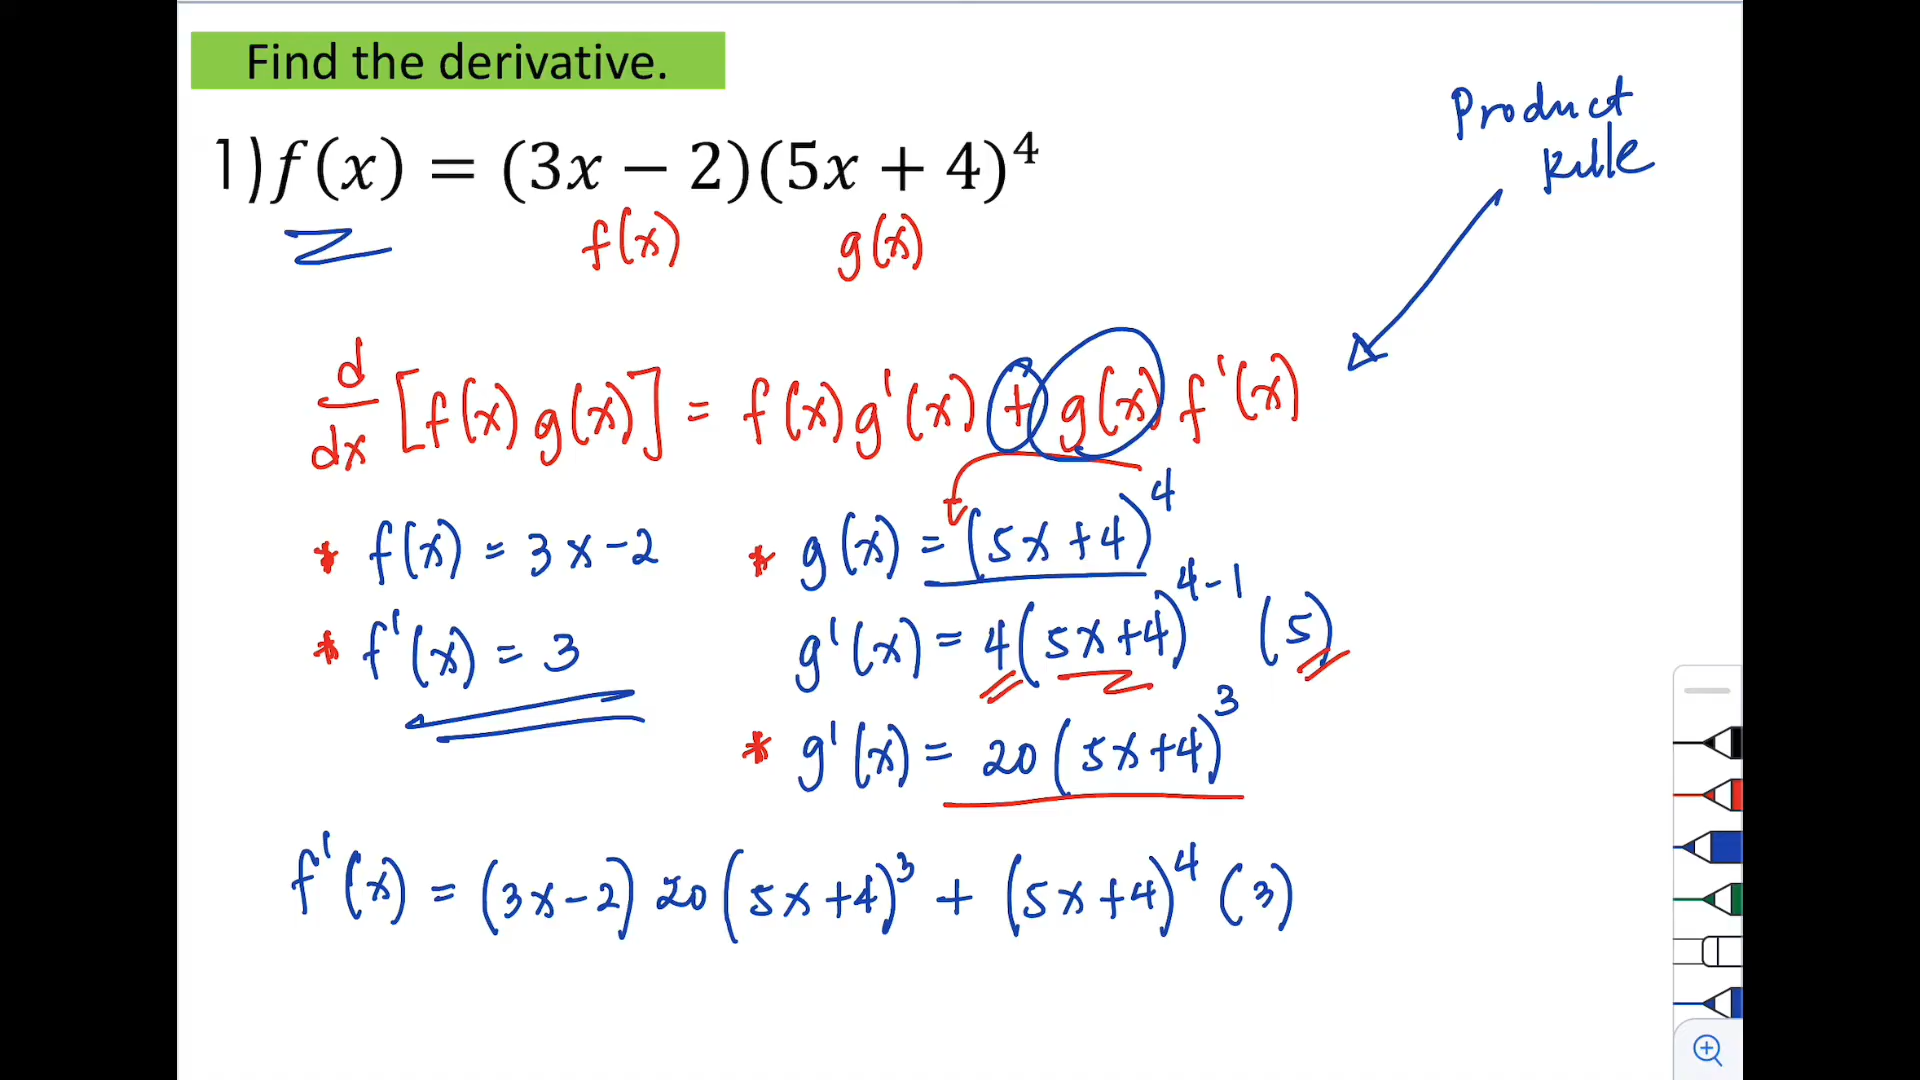 Find the derivative.
1) f(x) = (3x − 2)(5x + 4)⁴
Product
Rule
f(x) g(x)
d/dx [f(x) g(x)] = f(x) g'(x) + g(x) f'(x)
* f(x) = 3x-2
* g(x) = (5x+4)⁴
* f'(x) = 3
g'(x) = 4(5x+4)⁴⁻¹ (5)
* g'(x) = 20(5x+4)³
f'(x) = (3x-2) 20(5x+4)³ + (5x+4)⁴ (3)